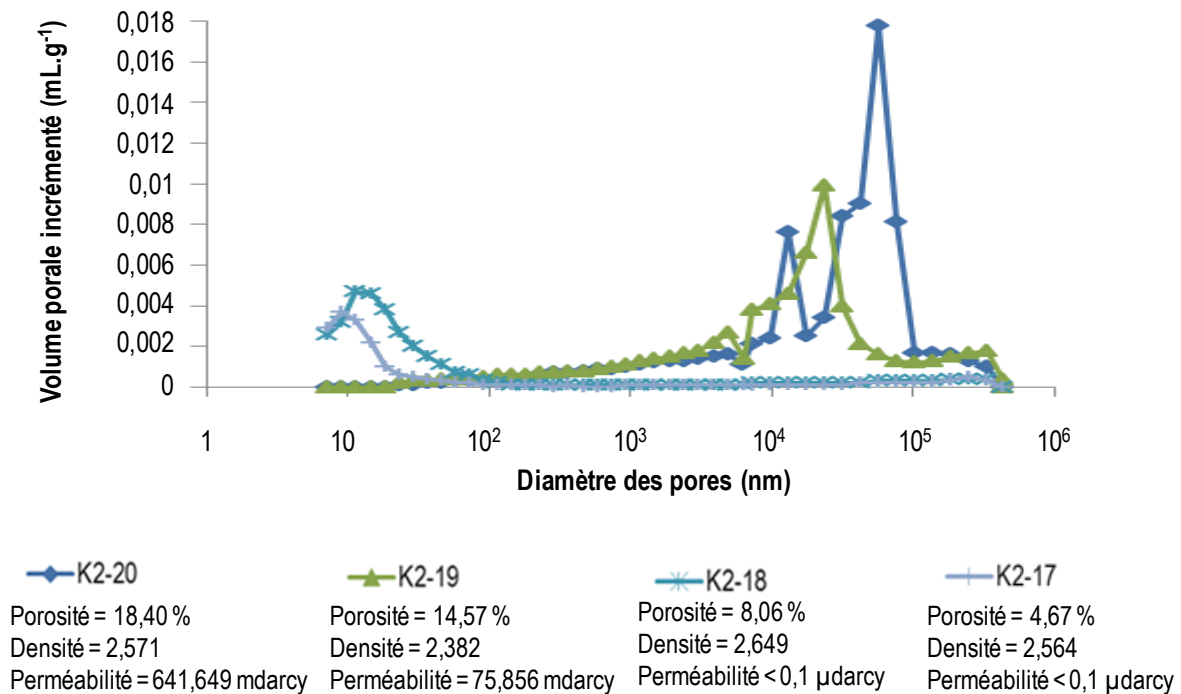 Volume porale incrémenté (mL.g-1)
0,018
0,016
0,014
0,012
0,01
0,008
0,006
0,004
0,002
0
1
10
10²
10³
10⁴
10⁵
10⁶
Diamètre des pores (nm)
K2-20
Porosité = 18,40 %
Densité = 2,571
Perméabilité = 641,649 mdarcy
K2-19
Porosité = 14,57 %
Densité = 2,382
Perméabilité = 75,856 mdarcy
K2-18
Porosité = 8,06 %
Densité = 2,649
Perméabilité < 0,1 µdarcy
K2-17
Porosité = 4,67 %
Densité = 2,564
Perméabilité < 0,1 µdarcy